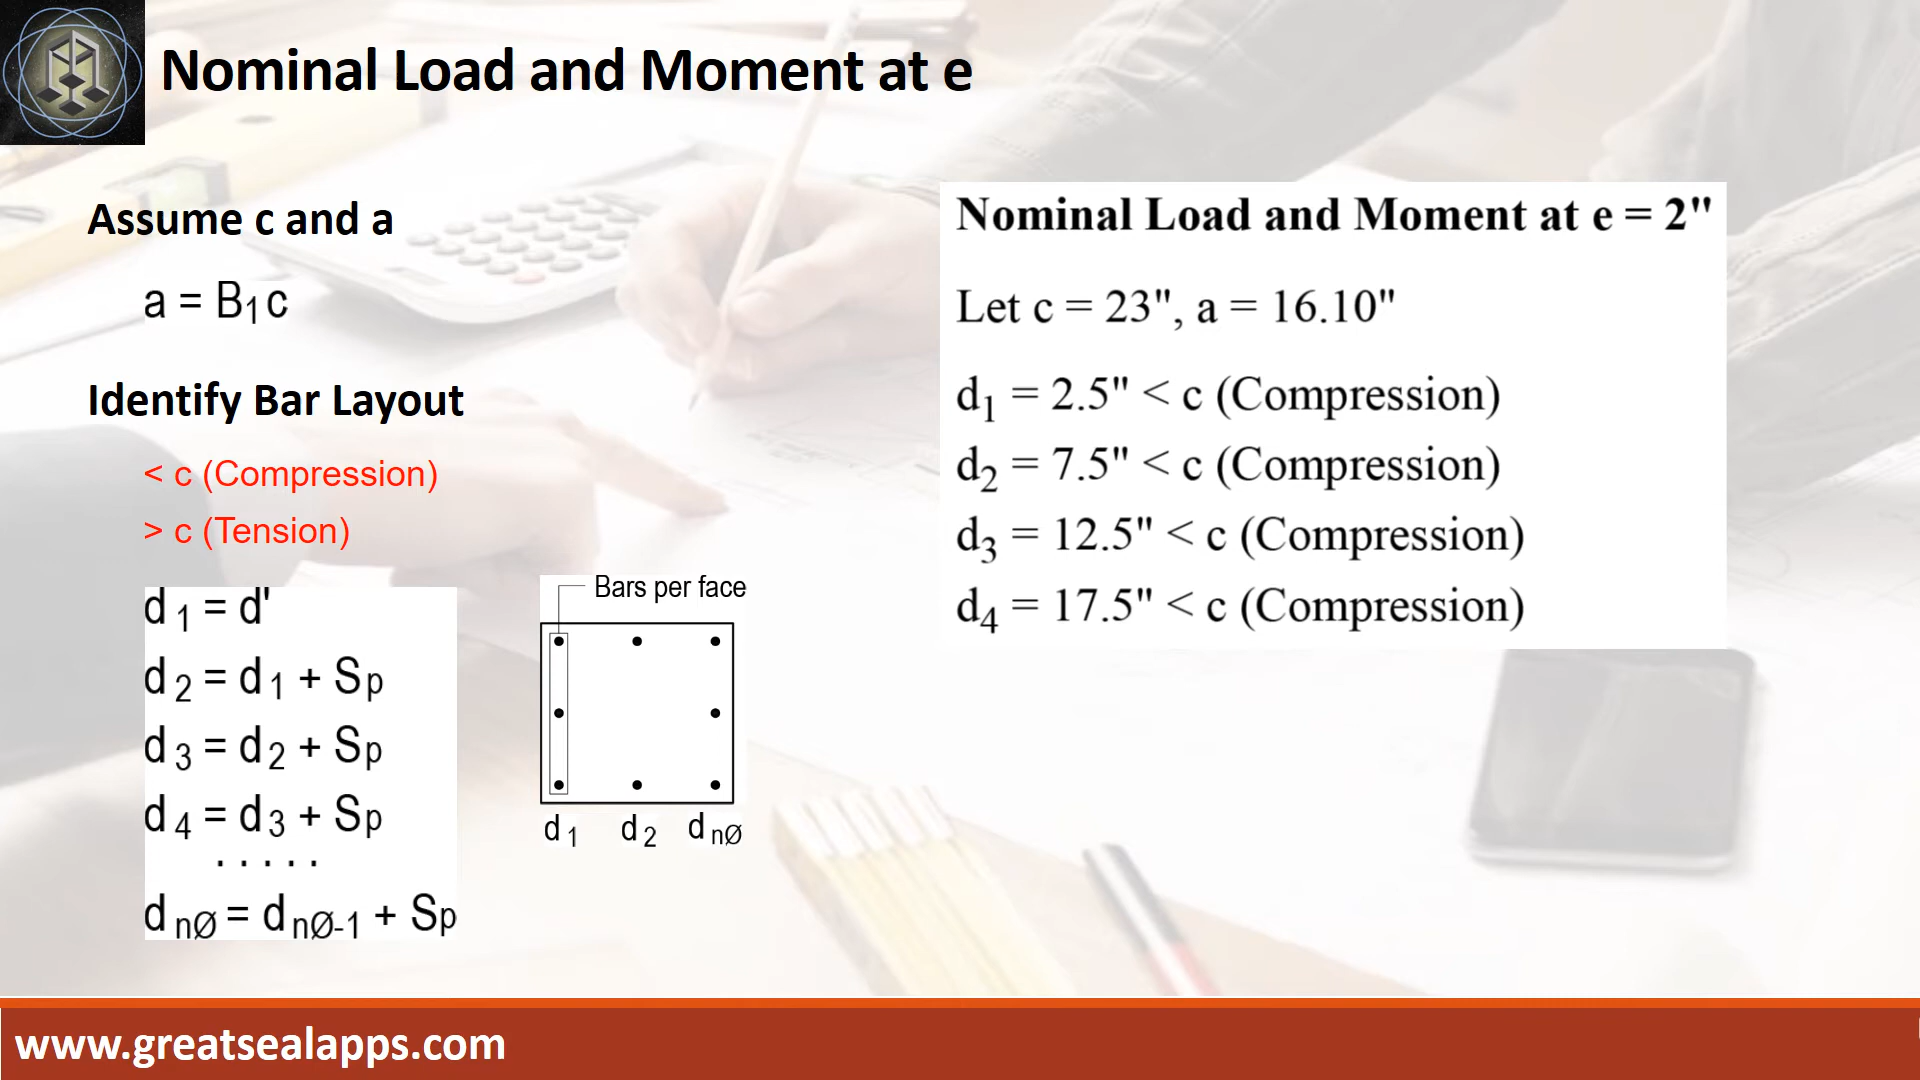 Nominal Load and Moment at e
Assume c and a
a = B1 c
Identify Bar Layout
< c (Compression)
> c (Tension)
d1 = d'
d2 = d1 + Sp
d3 = d2 + Sp
d4 = d3 + Sp
. . . . .
dnØ = dnØ-1 + Sp
Bars per face
d1 d2 dnØ
Nominal Load and Moment at e = 2"
Let c = 23", a = 16.10"
d1 = 2.5" < c (Compression)
d2 = 7.5" < c (Compression)
d3 = 12.5" < c (Compression)
d4 = 17.5" < c (Compression)
www.greatsealapps.com